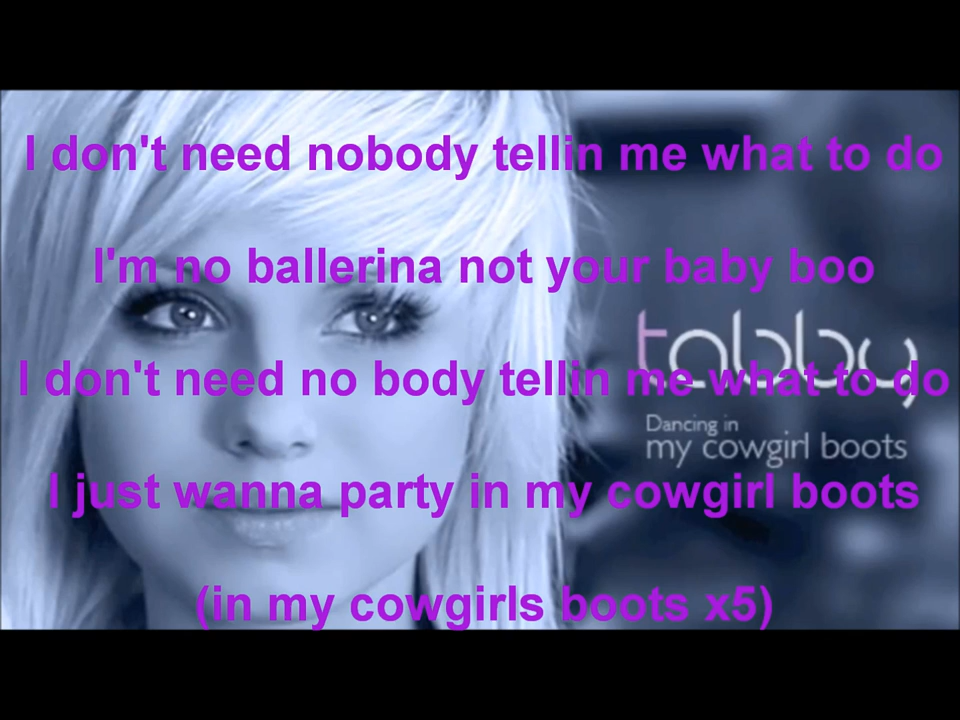 I don't need nobody tellin me what to do
I'm no ballerina not your baby boo
tabby
I don't need no body tellin me what to do
Dancing in
my cowgirl boots
I just wanna party in my cowgirl boots
(in my cowgirls boots x5)